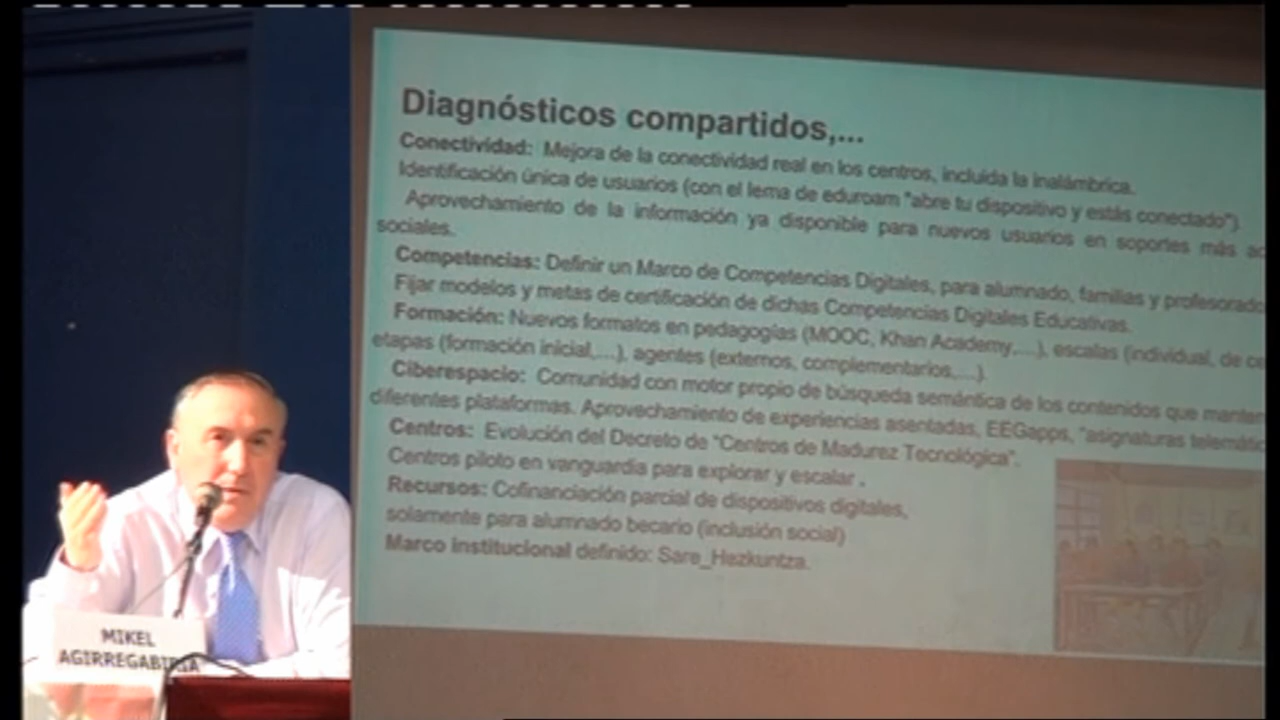 Diagnósticos compartidos,...
Conectividad: Mejora de la conectividad real en los centros, incluida la inalámbrica.
Identificación única de usuarios (con el lema de eduroam "abre tu dispositivo y estás conectado").
Aprovechamiento de la información ya disponible para nuevos usuarios en soportes más
sociales.
Competencias: Definir un Marco de Competencias Digitales, para alumnado, familias y profesorado
Fijar modelos y metas de certificación de dichas Competencias Digitales Educativas.
Formación: Nuevos formatos en pedagogías (MOOC, Khan Academy,...), escalas (individual, de
etapas (formación inicial,...), agentes (externos, complementarios,...).
Ciberespacio: Comunidad con motor propio de búsqueda semántica de los contenidos que
diferentes plataformas. Aprovechamiento de experiencias asentadas, EEGapps, "asignaturas
Centros: Evolución del Decreto de "Centros de Madurez Tecnológica".
Centros piloto en vanguardia para explorar y escalar .
Recursos: Cofinanciación parcial de dispositivos digitales,
solamente para alumnado becario (inclusión social)
Marco institucional definido: Sare_Hezkuntza.
MIKEL
AGIRREGABIRIA